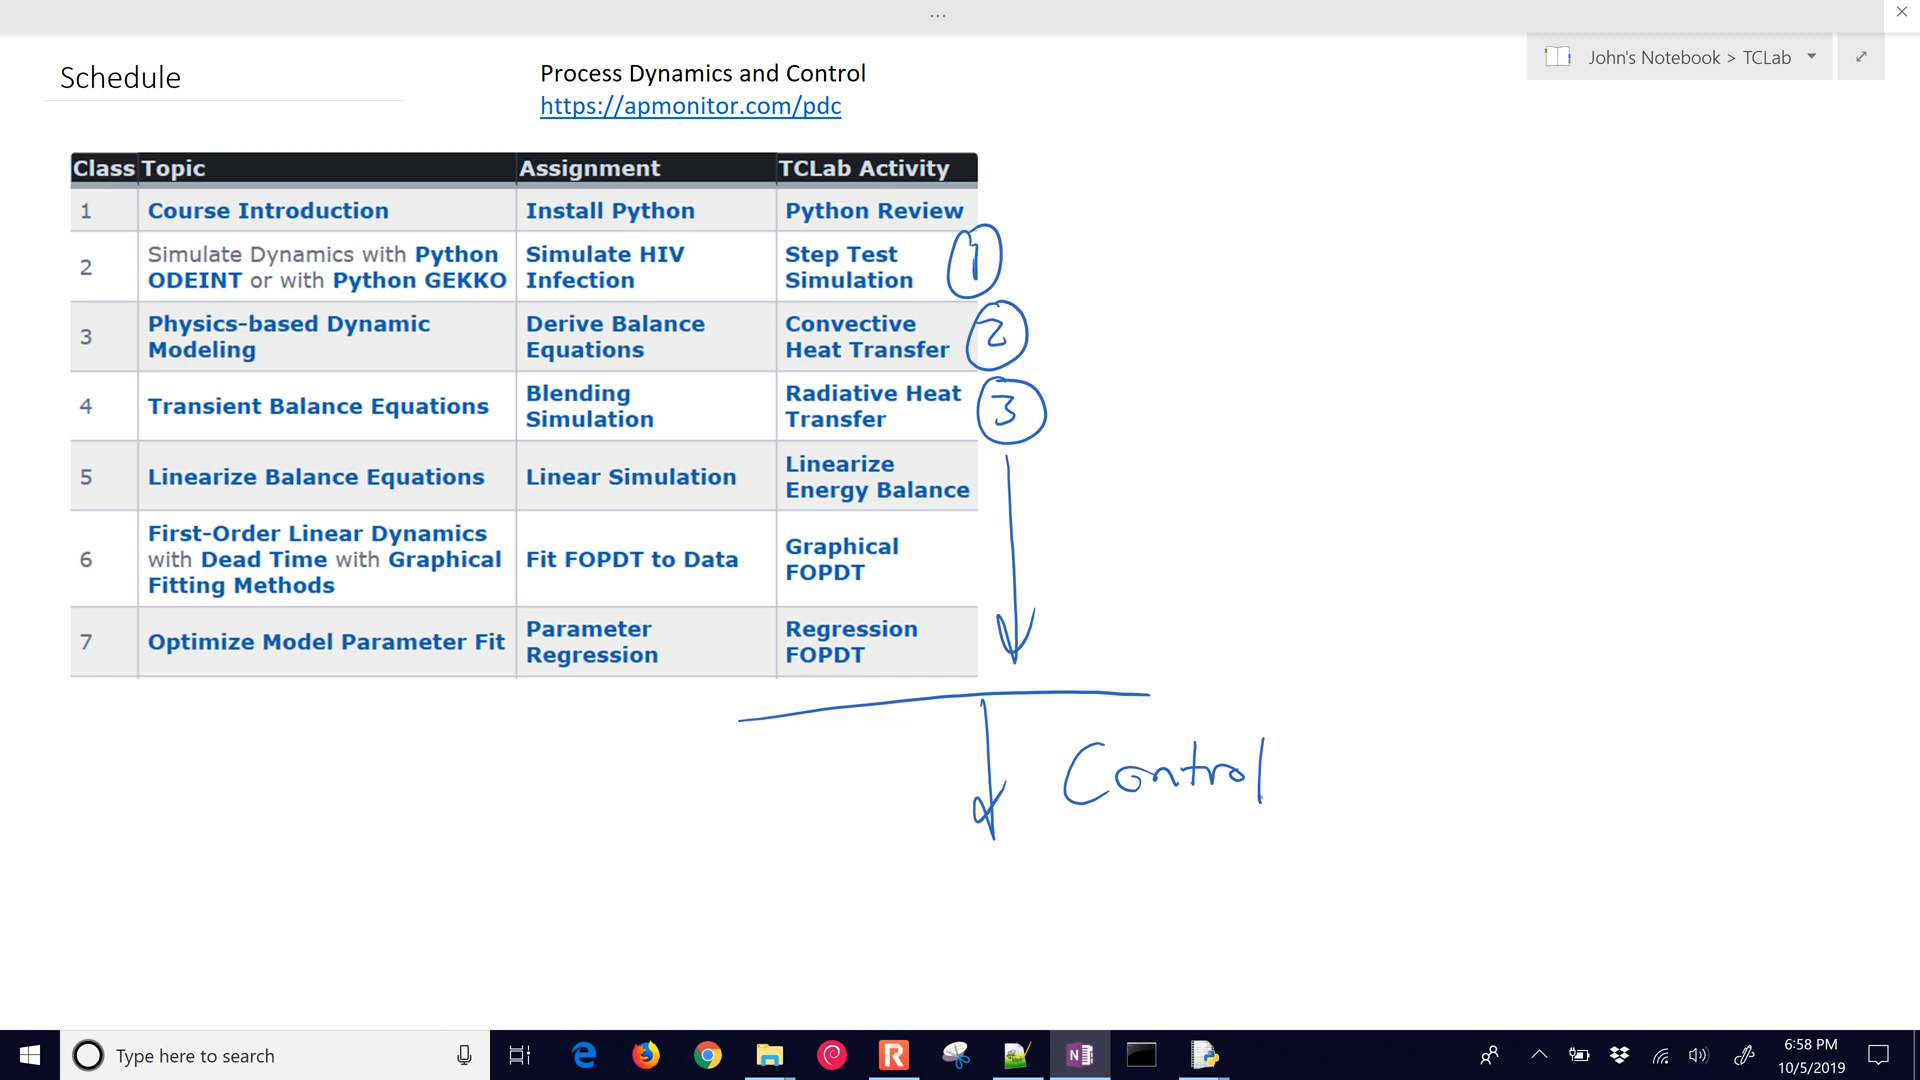 Schedule
Process Dynamics and Control
https://apmonitor.com/pdc
John's Notebook > TCLab
Class Topic Assignment TCLab Activity
1 Course Introduction Install Python Python Review
2 Simulate Dynamics with Python ODEINT or with Python GEKKO Simulate HIV Infection Step Test Simulation 1
3 Physics-based Dynamic Modeling Derive Balance Equations Convective Heat Transfer 2
4 Transient Balance Equations Blending Simulation Radiative Heat Transfer 3
5 Linearize Balance Equations Linear Simulation Linearize Energy Balance
6 First-Order Linear Dynamics with Dead Time with Graphical Fitting Methods Fit FOPDT to Data Graphical FOPDT
7 Optimize Model Parameter Fit Parameter Regression Regression FOPDT
Control
Type here to search
6:58 PM
10/5/2019